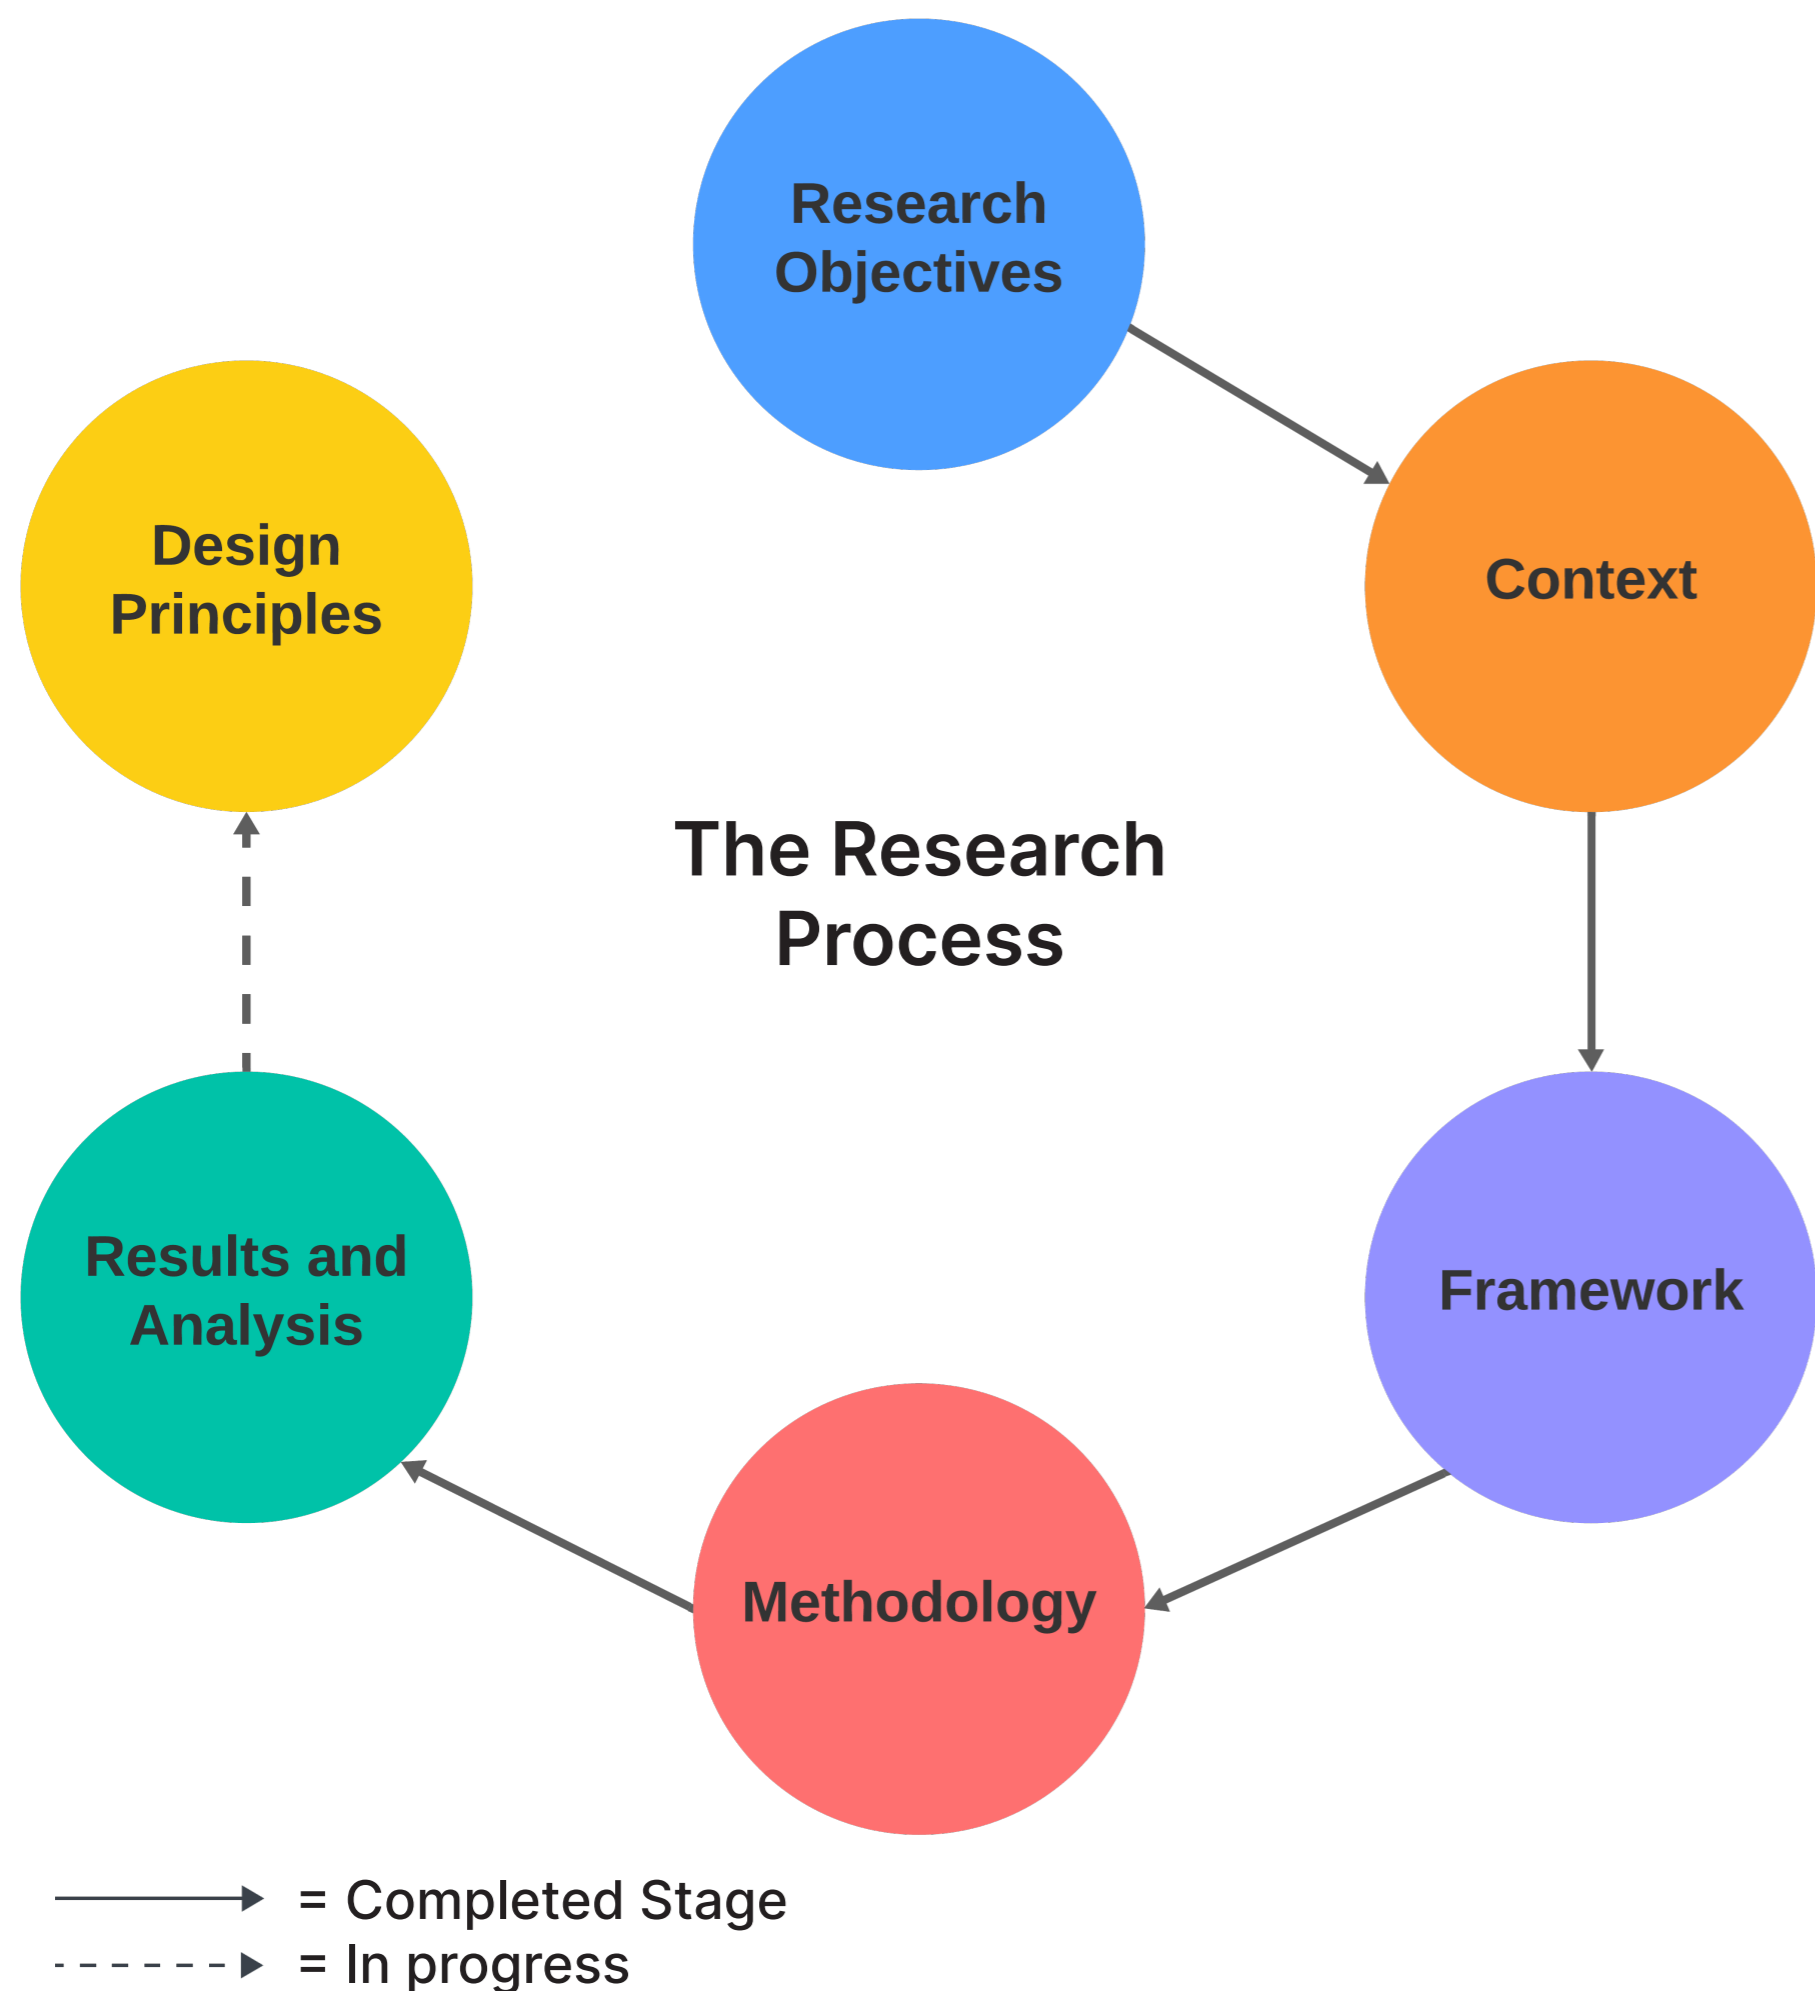 Research
Objectives
Design
Principles
Context
The Research
Process
Results and
Analysis
Framework
Methodology
= Completed Stage
= In progress